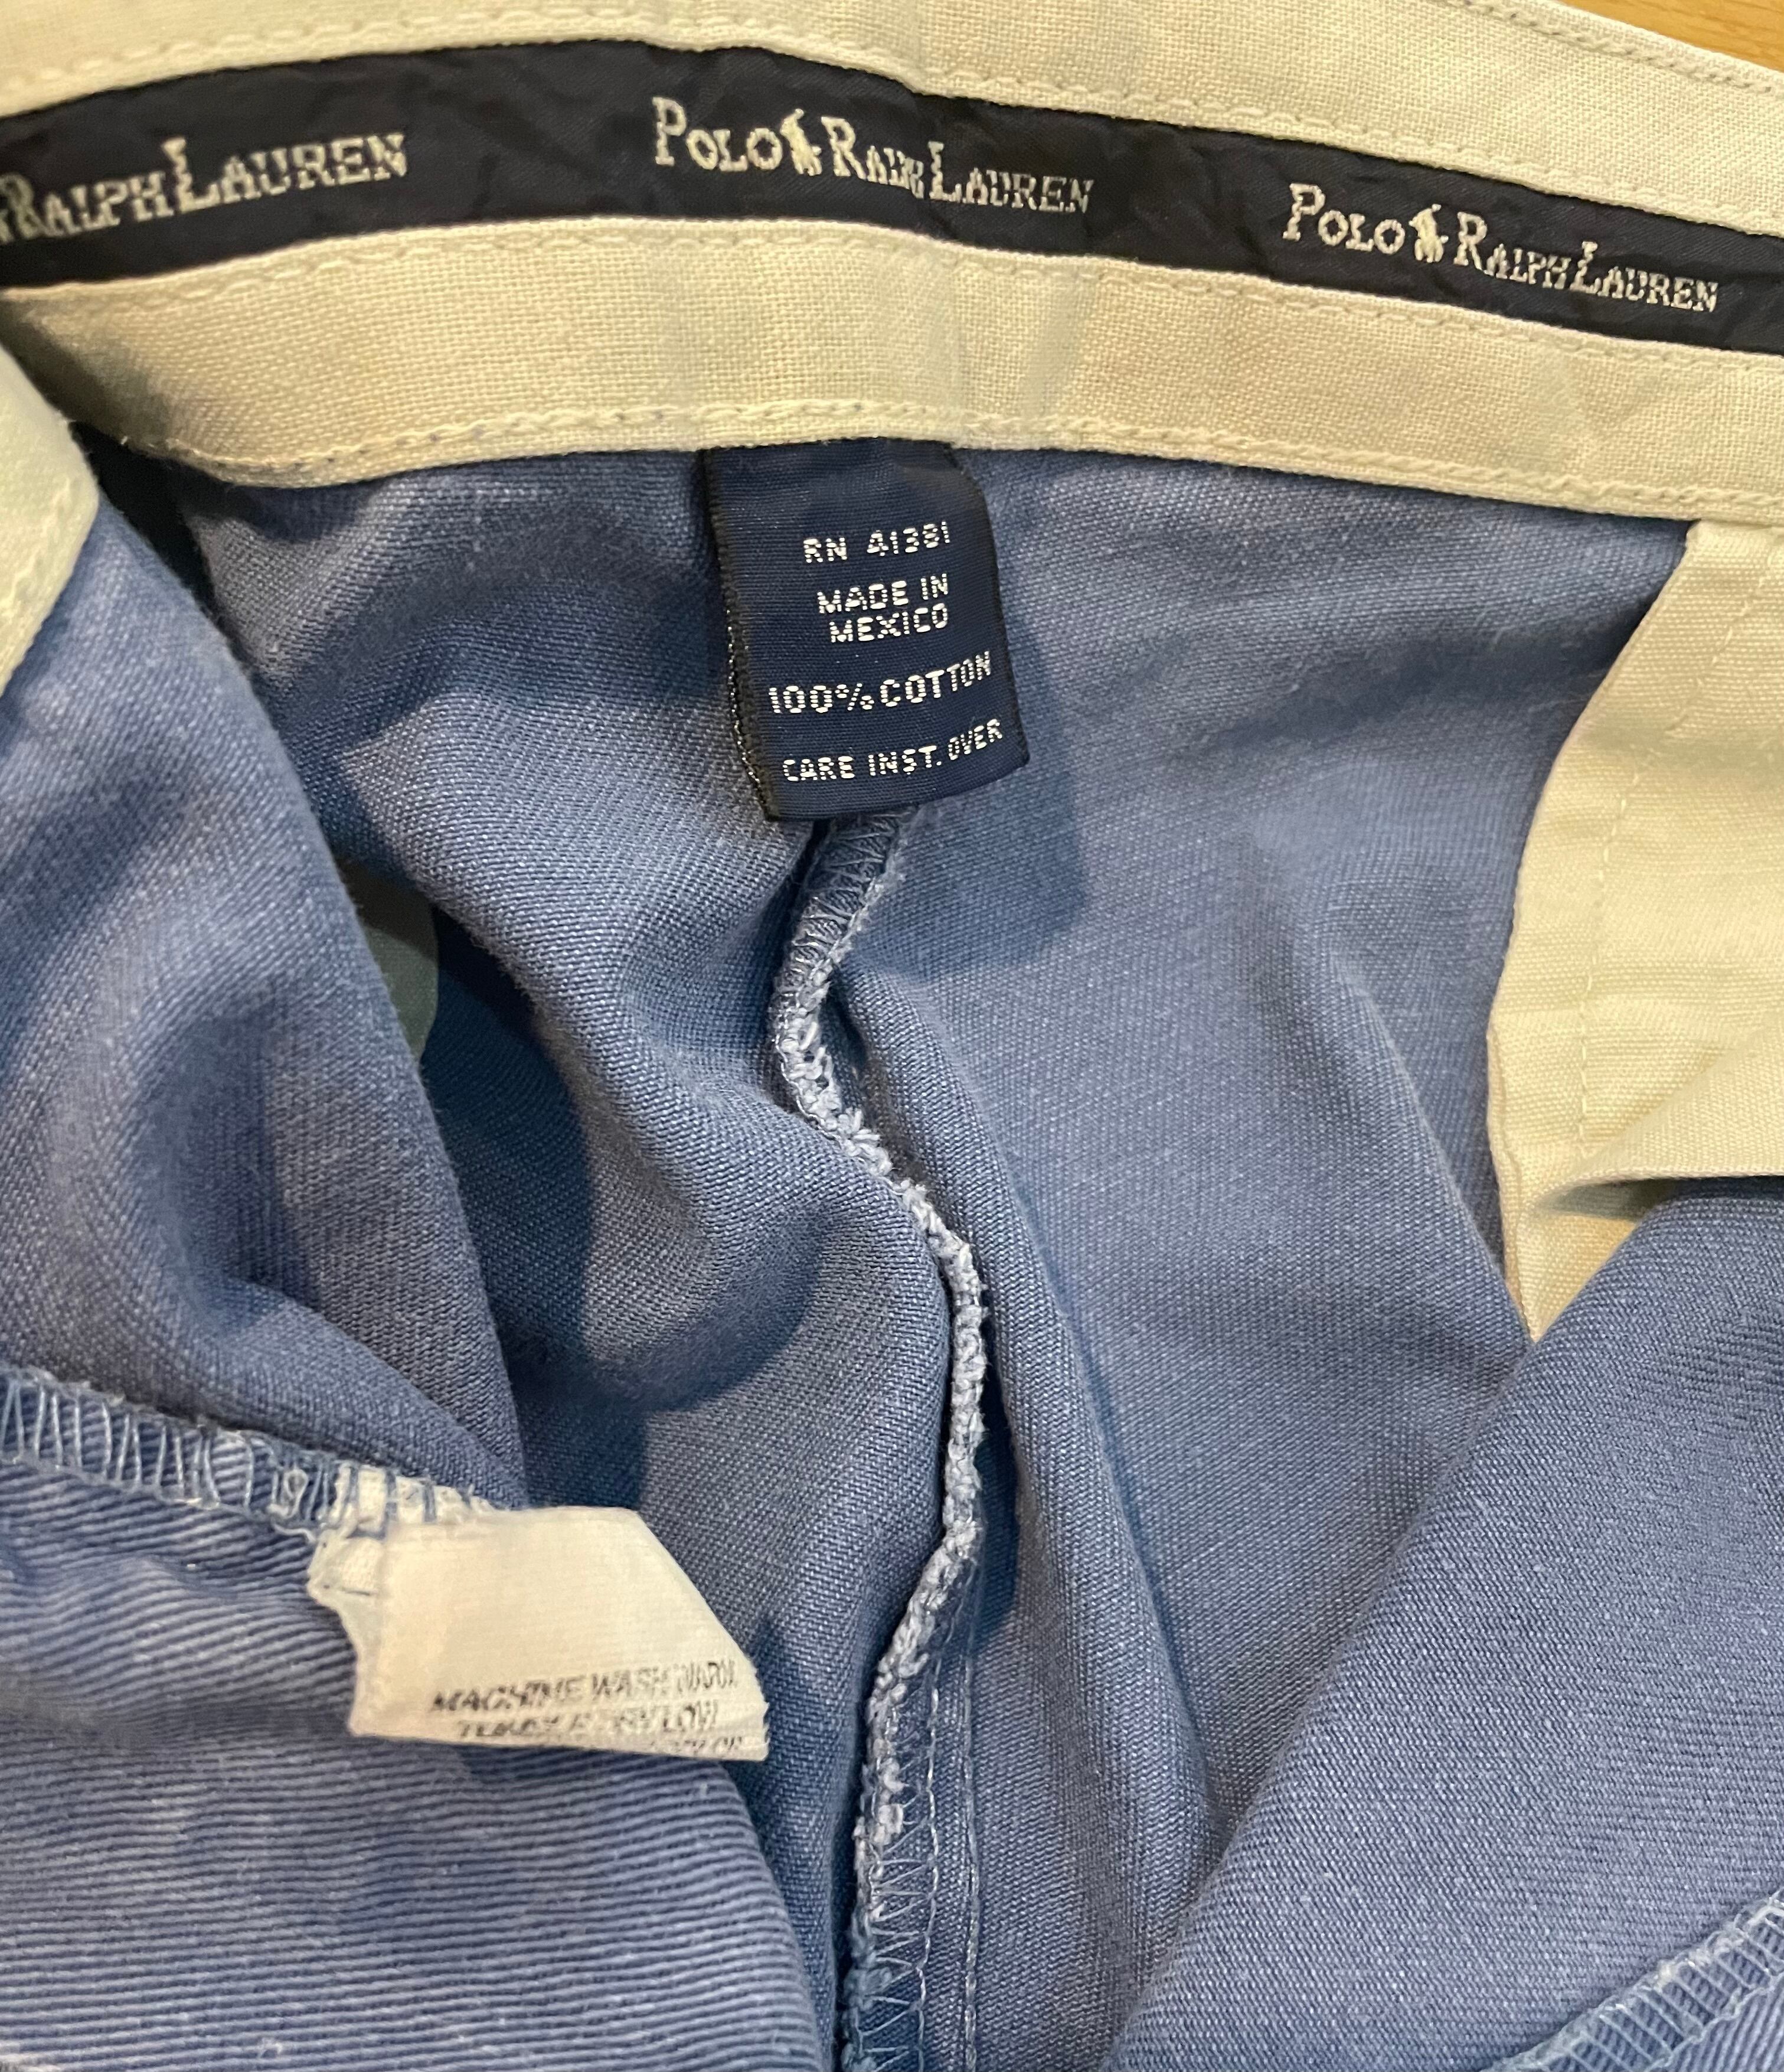 RALPH LAUREN
POLO RALPH LAUREN
POLO RALPH LAUREN
RN 41381
MADE IN
MEXICO
100% COTTON
CARE INST. OVER
MACHINE WASH WARM